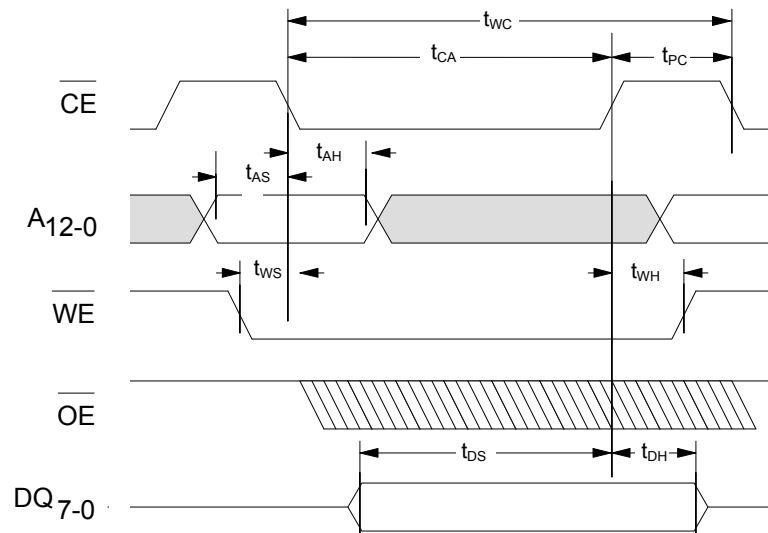 tWC
tCA
tPC
CE
tAH
tAS
A12-0
tWS
tWH
WE
OE
tDS
tDH
DQ7-0